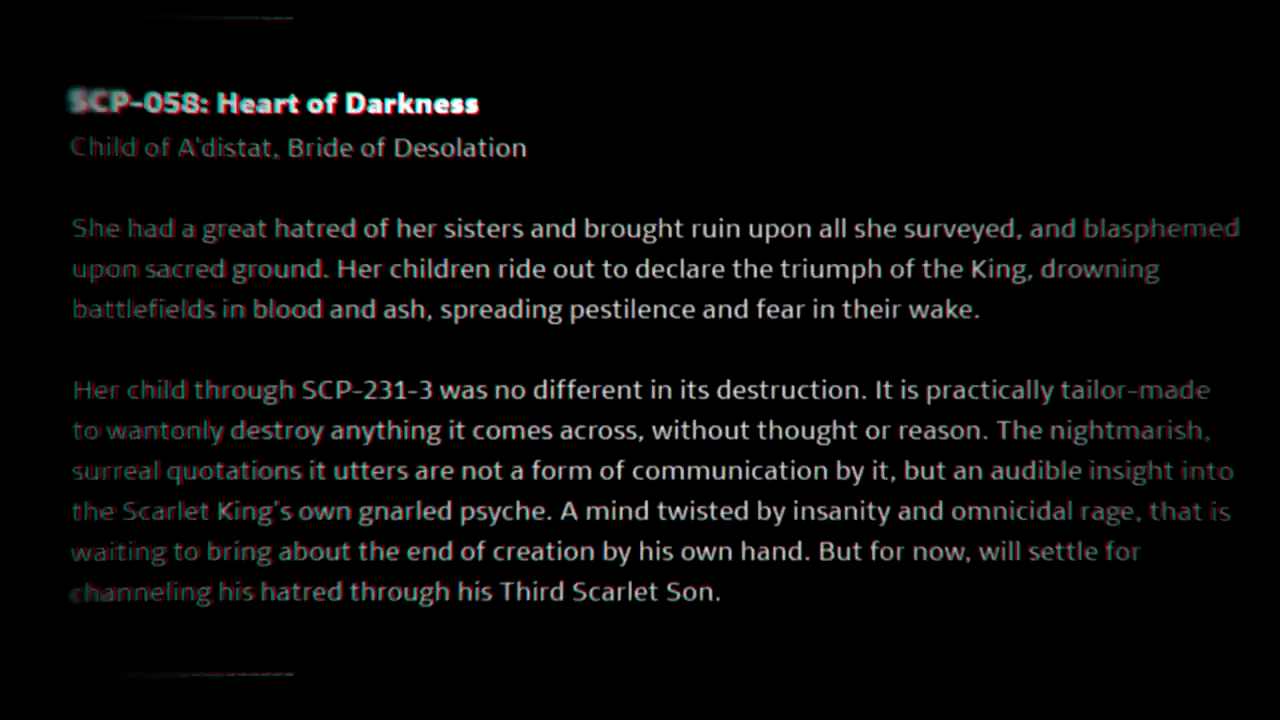 SCP-058: Heart of Darkness
Child of A'distat, Bride of Desolation
She had a great hatred of her sisters and brought ruin upon all she surveyed, and blasphemed
upon sacred ground. Her children ride out to declare the triumph of the King, drowning
battlefields in blood and ash, spreading pestilence and fear in their wake.
Her child through SCP-231-3 was no different in its destruction. It is practically tailor-made
to wantonly destroy anything it comes across, without thought or reason. The nightmarish,
surreal quotations it utters are not a form of communication by it, but an audible insight into
the Scarlet King's own gnarled psyche. A mind twisted by insanity and omnicidal rage, that is
waiting to bring about the end of creation by his own hand. But for now, will settle for
channeling his hatred through his Third Scarlet Son.